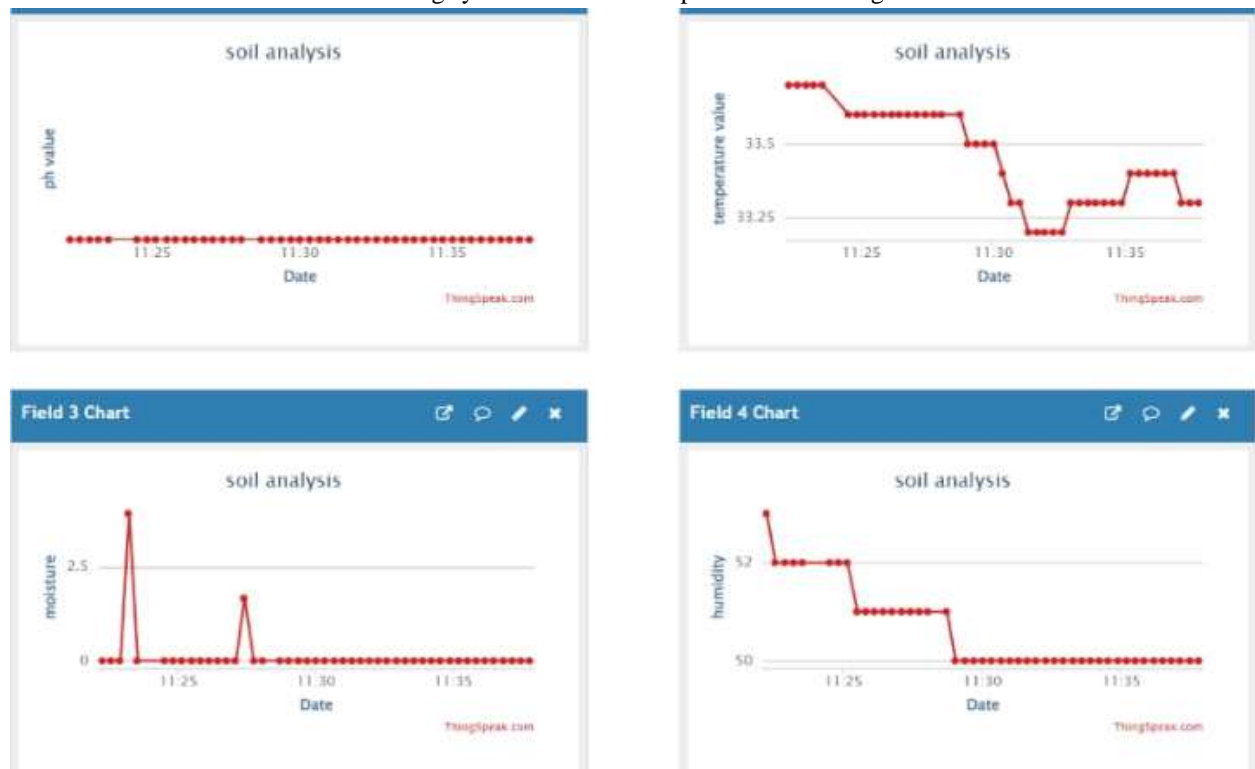 soil analysis
ph value
11:25 11:30 11:35
Date
ThingSpeak.com
soil analysis
temperature value
33.5
33.25
11:25 11:30 11:35
Date
ThingSpeak.com
Field 3 Chart
soil analysis
moisture
2.5
0
11:25 11:30 11:35
Date
ThingSpeak.com
Field 4 Chart
soil analysis
humidity
52
50
11:25 11:30 11:35
Date
ThingSpeak.com